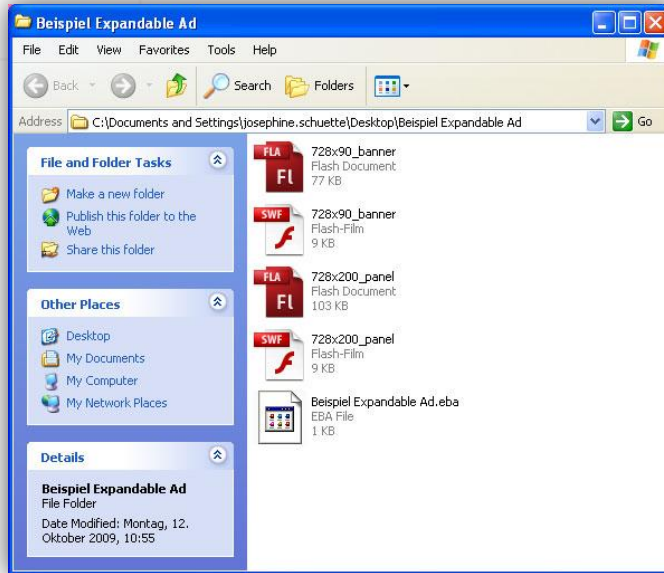 Beispiel Expandable Ad
File Edit View Favorites Tools Help
Back Search Folders
Address C:\Documents and Settings\josephine.schuette\Desktop\Beispiel Expandable Ad Go
File and Folder Tasks
Make a new folder
Publish this folder to the
Web
Share this folder
Other Places
Desktop
My Documents
My Computer
My Network Places
Details
Beispiel Expandable Ad
File Folder
Date Modified: Montag, 12.
Oktober 2009, 10:55
FLA
Fl
728x90_banner
Flash Document
77 KB
SWF
728x90_banner
Flash-Film
9 KB
FLA
Fl
728x200_panel
Flash Document
103 KB
SWF
728x200_panel
Flash-Film
9 KB
Beispiel Expandable Ad.eba
EBA File
1 KB